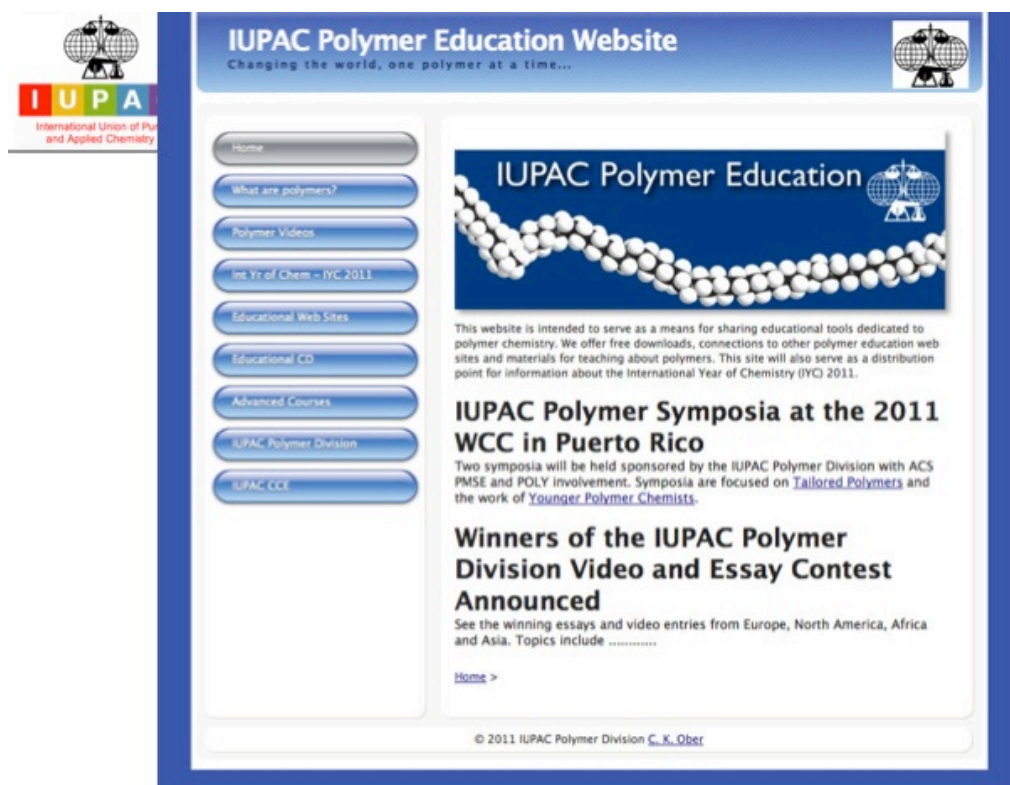 I U P A
International Union of Pur
and Applied Chemistry
IUPAC Polymer Education Website
Changing the world, one polymer at a time...
Home
What are polymers?
Polymer Videos
Int Yr of Chem – IYC 2011
Educational Web Sites
Educational CD
Advanced Courses
IUPAC Polymer Division
IUPAC CCE
IUPAC Polymer Education
This website is intended to serve as a means for sharing educational tools dedicated to
polymer chemistry. We offer free downloads, connections to other polymer education web
sites and materials for teaching about polymers. This site will also serve as a distribution
point for information about the International Year of Chemistry (IYC) 2011.
IUPAC Polymer Symposia at the 2011
WCC in Puerto Rico
Two symposia will be held sponsored by the IUPAC Polymer Division with ACS
PMSE and POLY involvement. Symposia are focused on Tailored Polymers and
the work of Younger Polymer Chemists.
Winners of the IUPAC Polymer
Division Video and Essay Contest
Announced
See the winning essays and video entries from Europe, North America, Africa
and Asia. Topics include .............
Home >
© 2011 IUPAC Polymer Division C. K. Ober